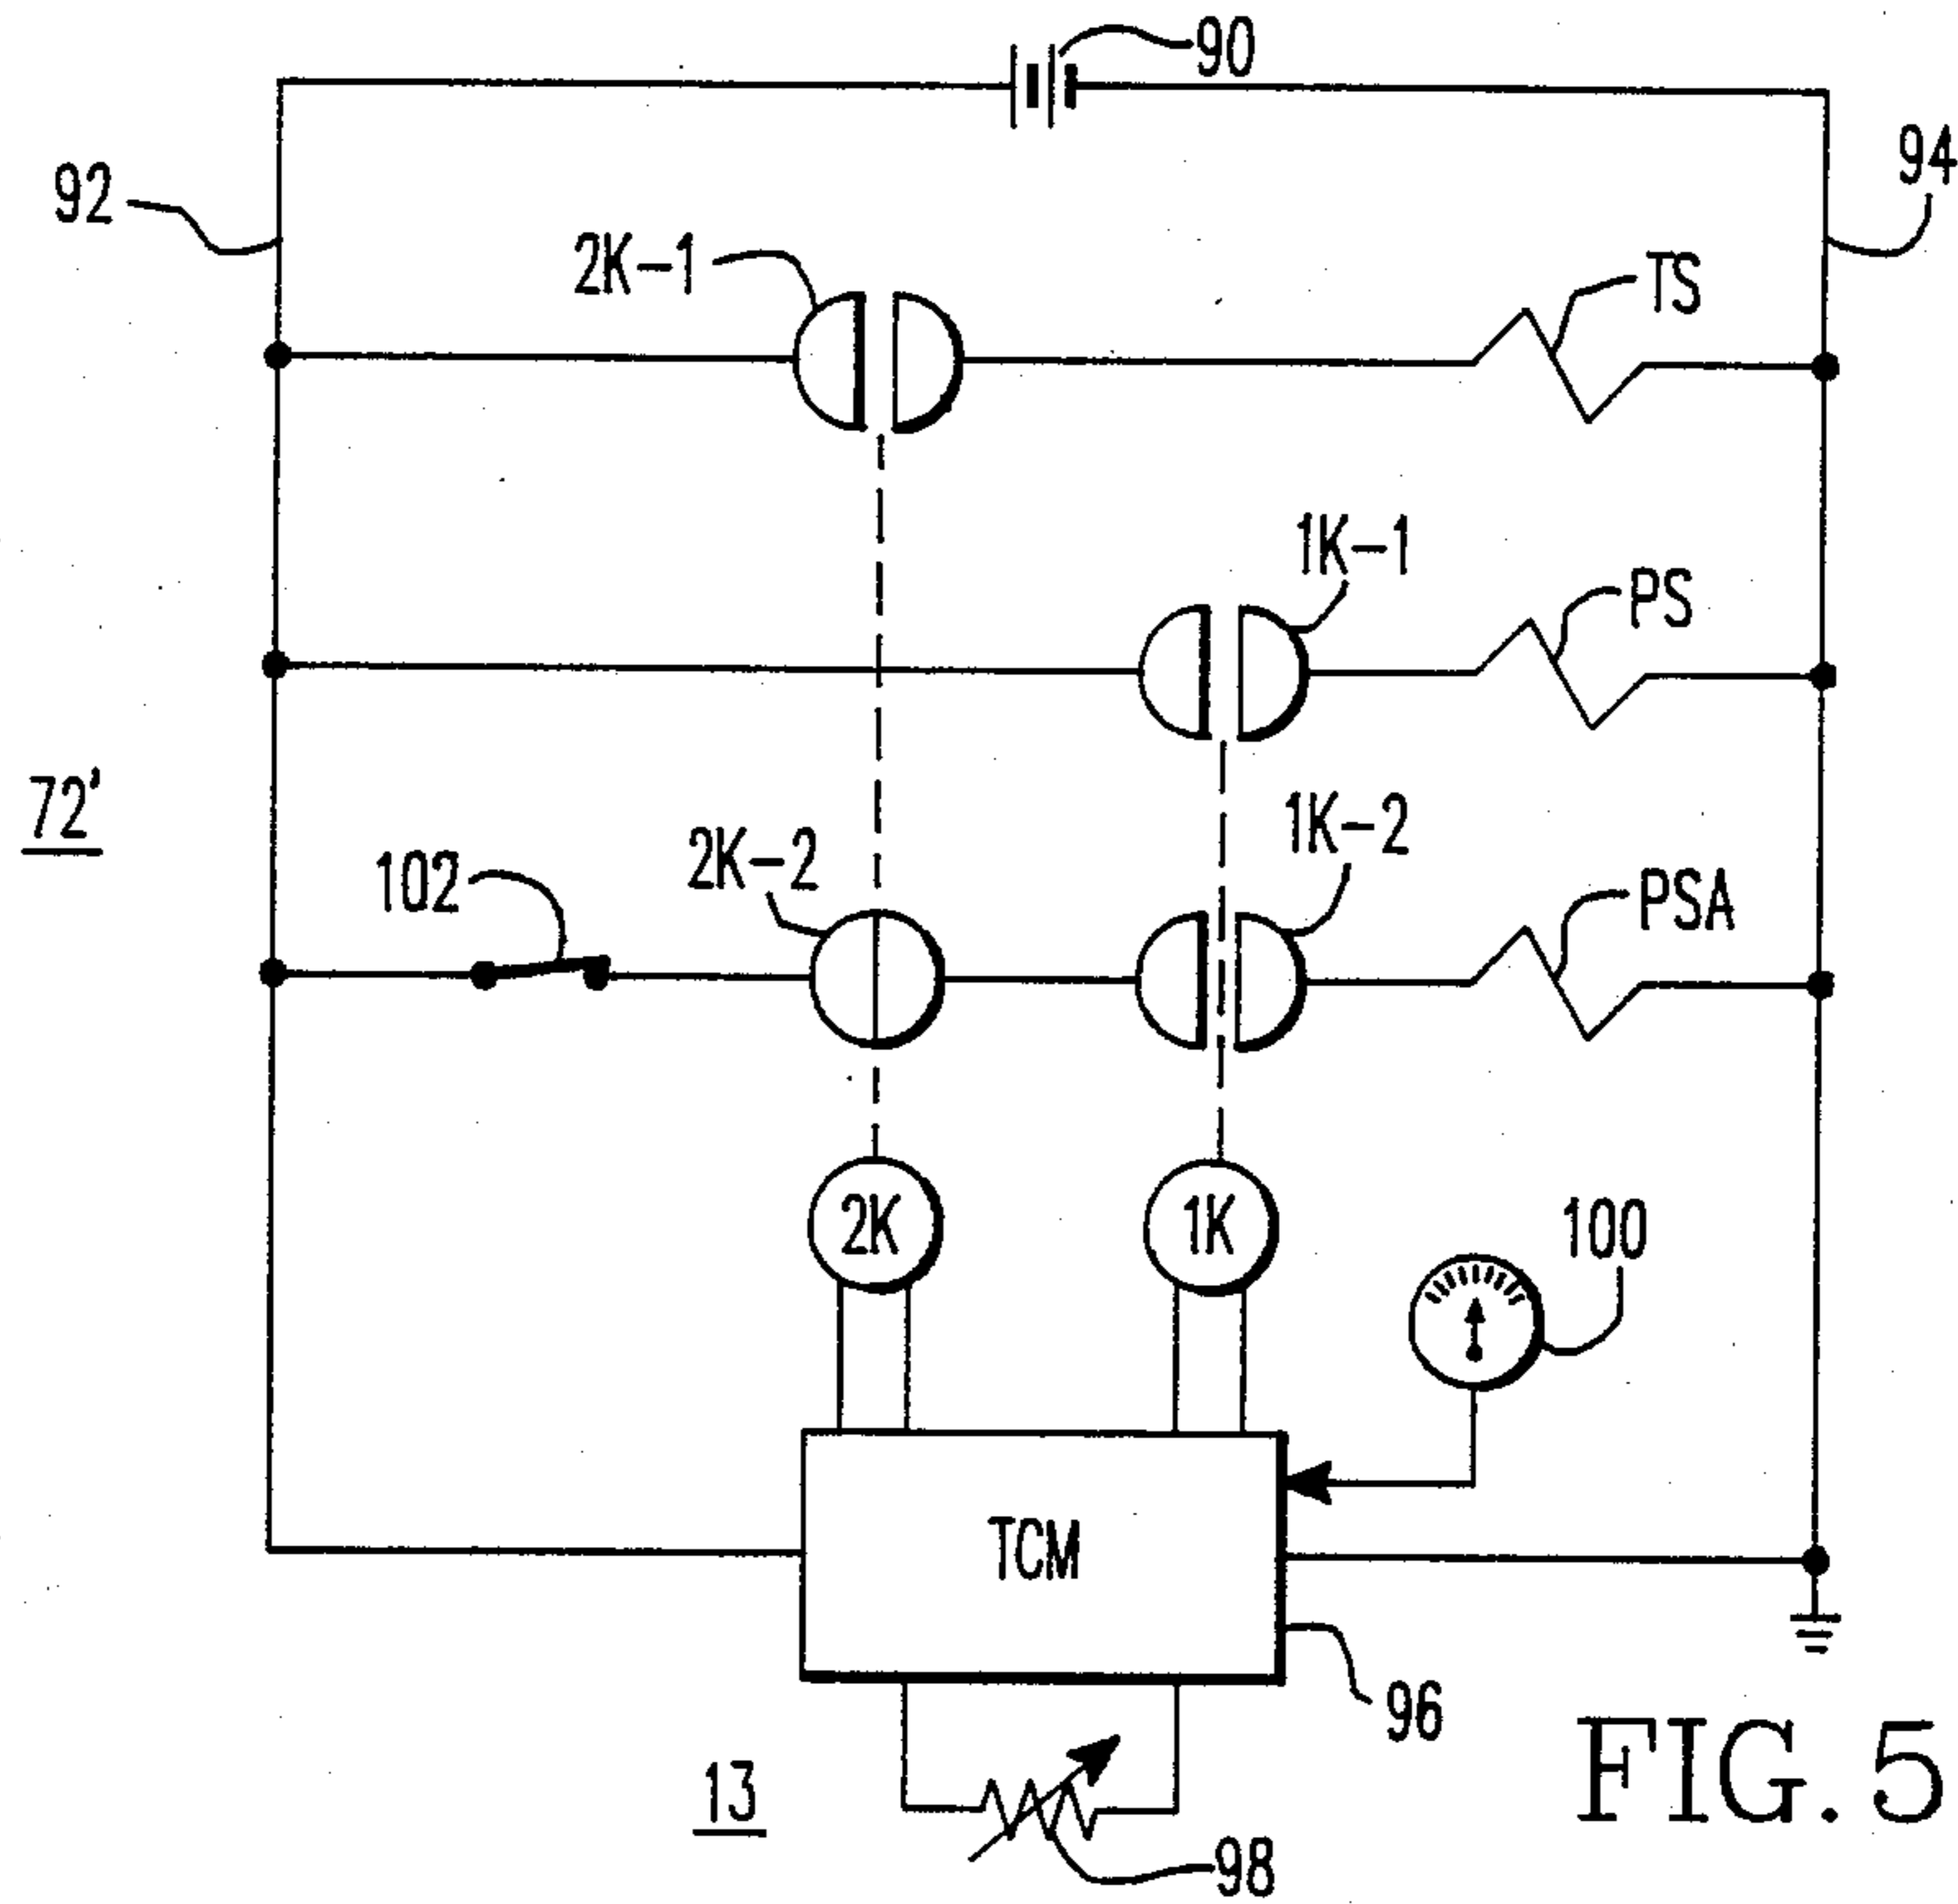 90
92
94
2K-1
TS
1K-1
PS
72'
102
2K-2
1K-2
PSA
2K
1K
100
TCM
96
13
98
FIG. 5